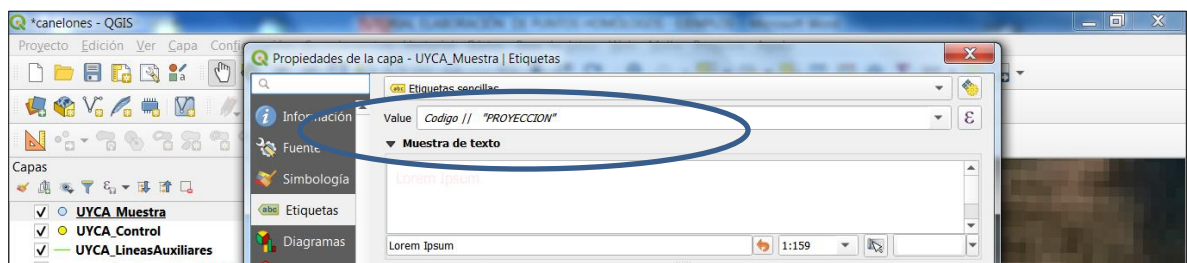 *canelones - QGIS
Proyecto Edición Ver Capa
Propiedades de la capa - UYCA_Muestra | Etiquetas
Etiquetas sencillas
Información
Value Codigo // "PROYECCION" ε
Fuente
Muestra de texto
Capas
Simbología
Lorem Ipsum
UYCA_Muestra
abc Etiquetas
UYCA_Control
UYCA_LineasAuxiliares
Diagramas
Lorem Ipsum 1:159